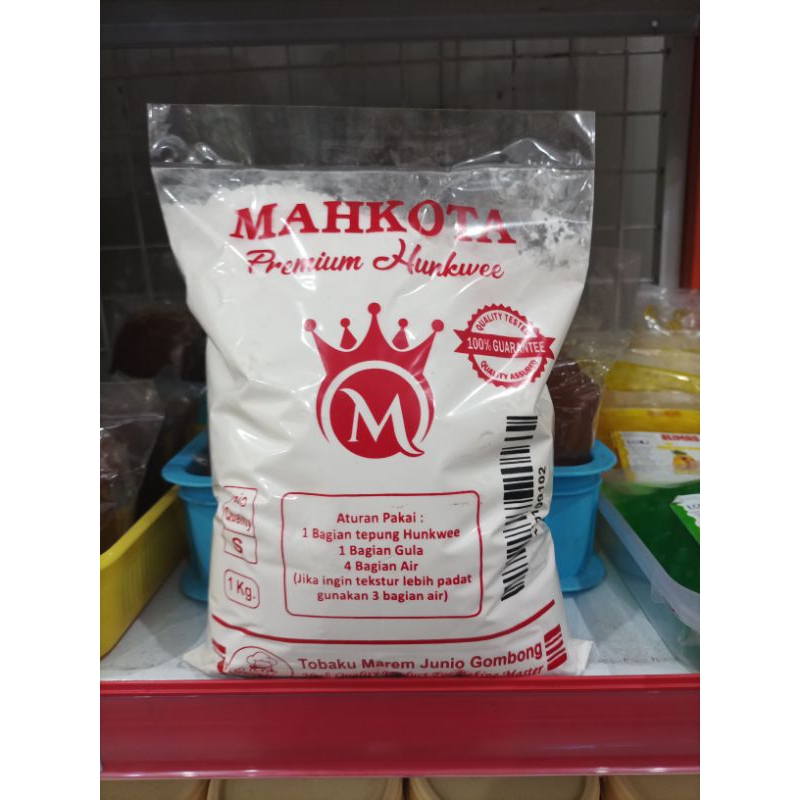 MAHKOTA
Premium Hunkwee
QUALITY TESTED
100% GUARANTEE
QUALITY ASSURED
M
Quality
S
1 Kg.
Aturan Pakai :
1 Bagian tepung Hunkwee
1 Bagian Gula
4 Bagian Air
(Jika ingin tekstur lebih padat
gunakan 3 bagian air)
Tobaku Marem Junio Gombong